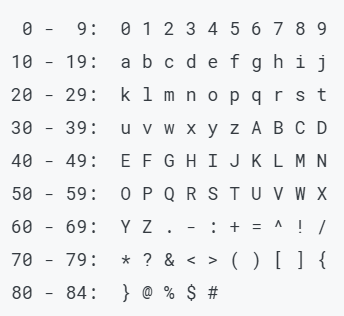 0 - 9: 0 1 2 3 4 5 6 7 8 9
10 - 19: a b c d e f g h i j
20 - 29: k l m n o p q r s t
30 - 39: u v w x y z A B C D
40 - 49: E F G H I J K L M N
50 - 59: O P Q R S T U V W X
60 - 69: Y Z . - : + = ^ ! /
70 - 79: * ? & < > ( ) [ ] {
80 - 84: } @ % $ #